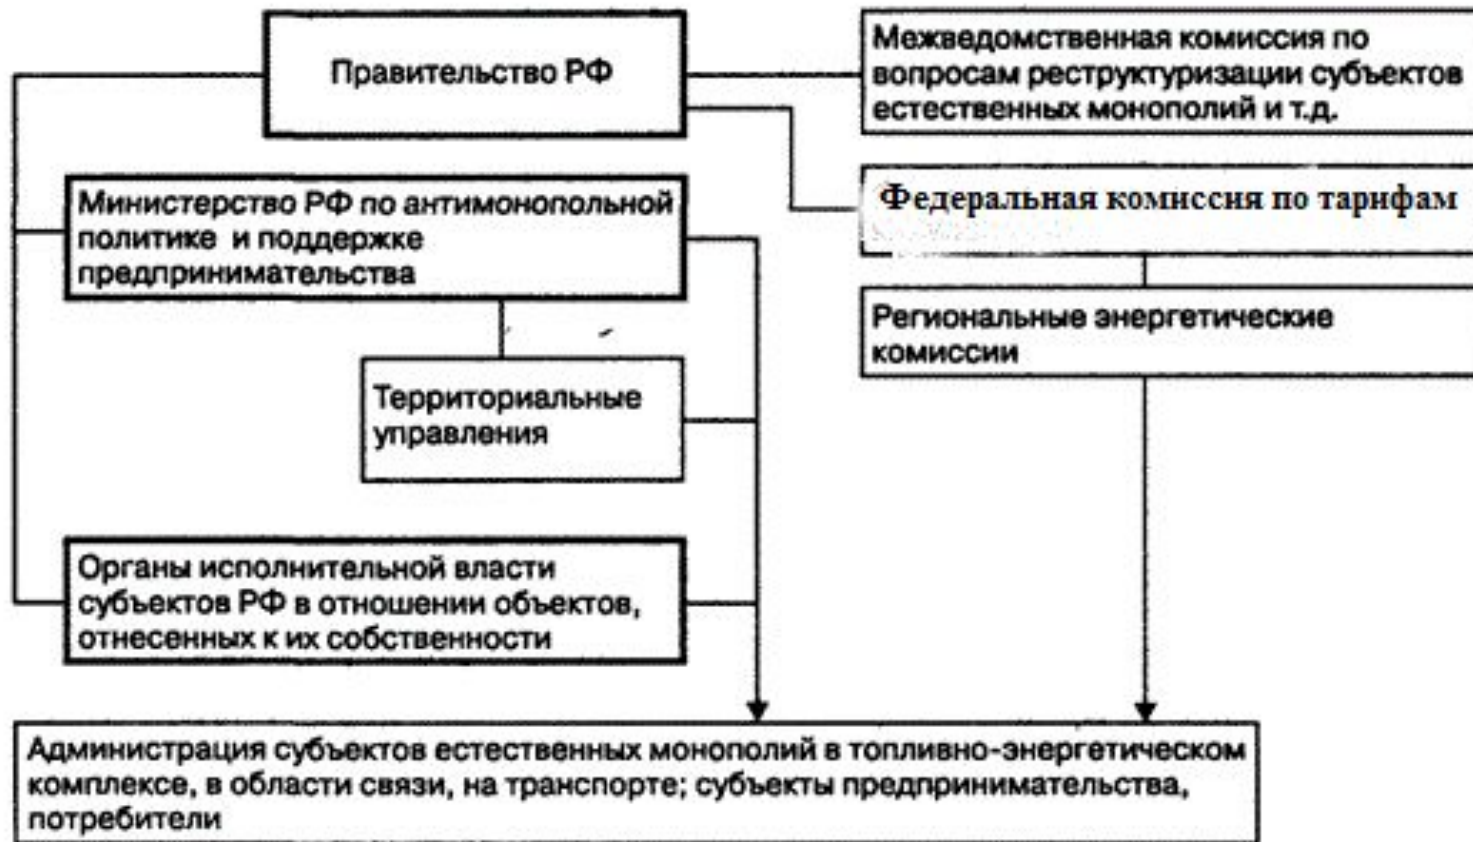 Правительство РФ
Межведомственная комиссия по
вопросам реструктуризации субъектов
естественных монополий и т.д.
Министерство РФ по антимонопольной
политике и поддержке
предпринимательства
Федеральная комиссия по тарифам
Региональные энергетические
комиссии
Территориальные
управления
Органы исполнительной власти
субъектов РФ в отношении объектов,
отнесенных к их собственности
Администрация субъектов естественных монополий в топливно-энергетическом
комплексе, в области связи, на транспорте; субъекты предпринимательства,
потребители